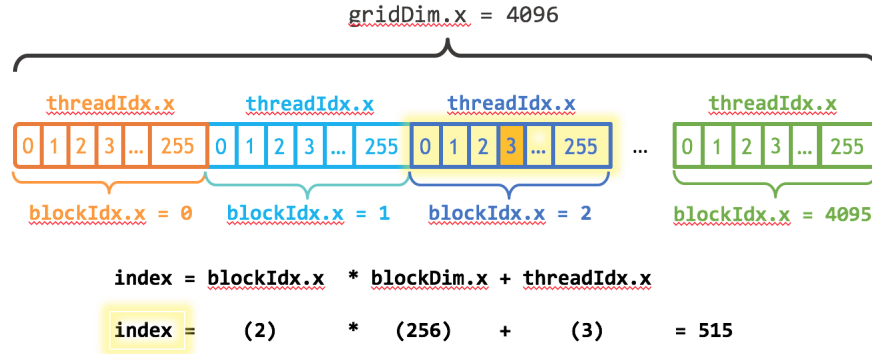 gridDim.x = 4096
threadIdx.x threadIdx.x threadIdx.x threadIdx.x
0 1 2 3 ... 255 0 1 2 3 ... 255 0 1 2 3 ... 255 ... 0 1 2 3 ... 255
blockIdx.x = 0 blockIdx.x = 1 blockIdx.x = 2 blockIdx.x = 4095
index = blockIdx.x * blockDim.x + threadIdx.x
index = (2) * (256) + (3) = 515